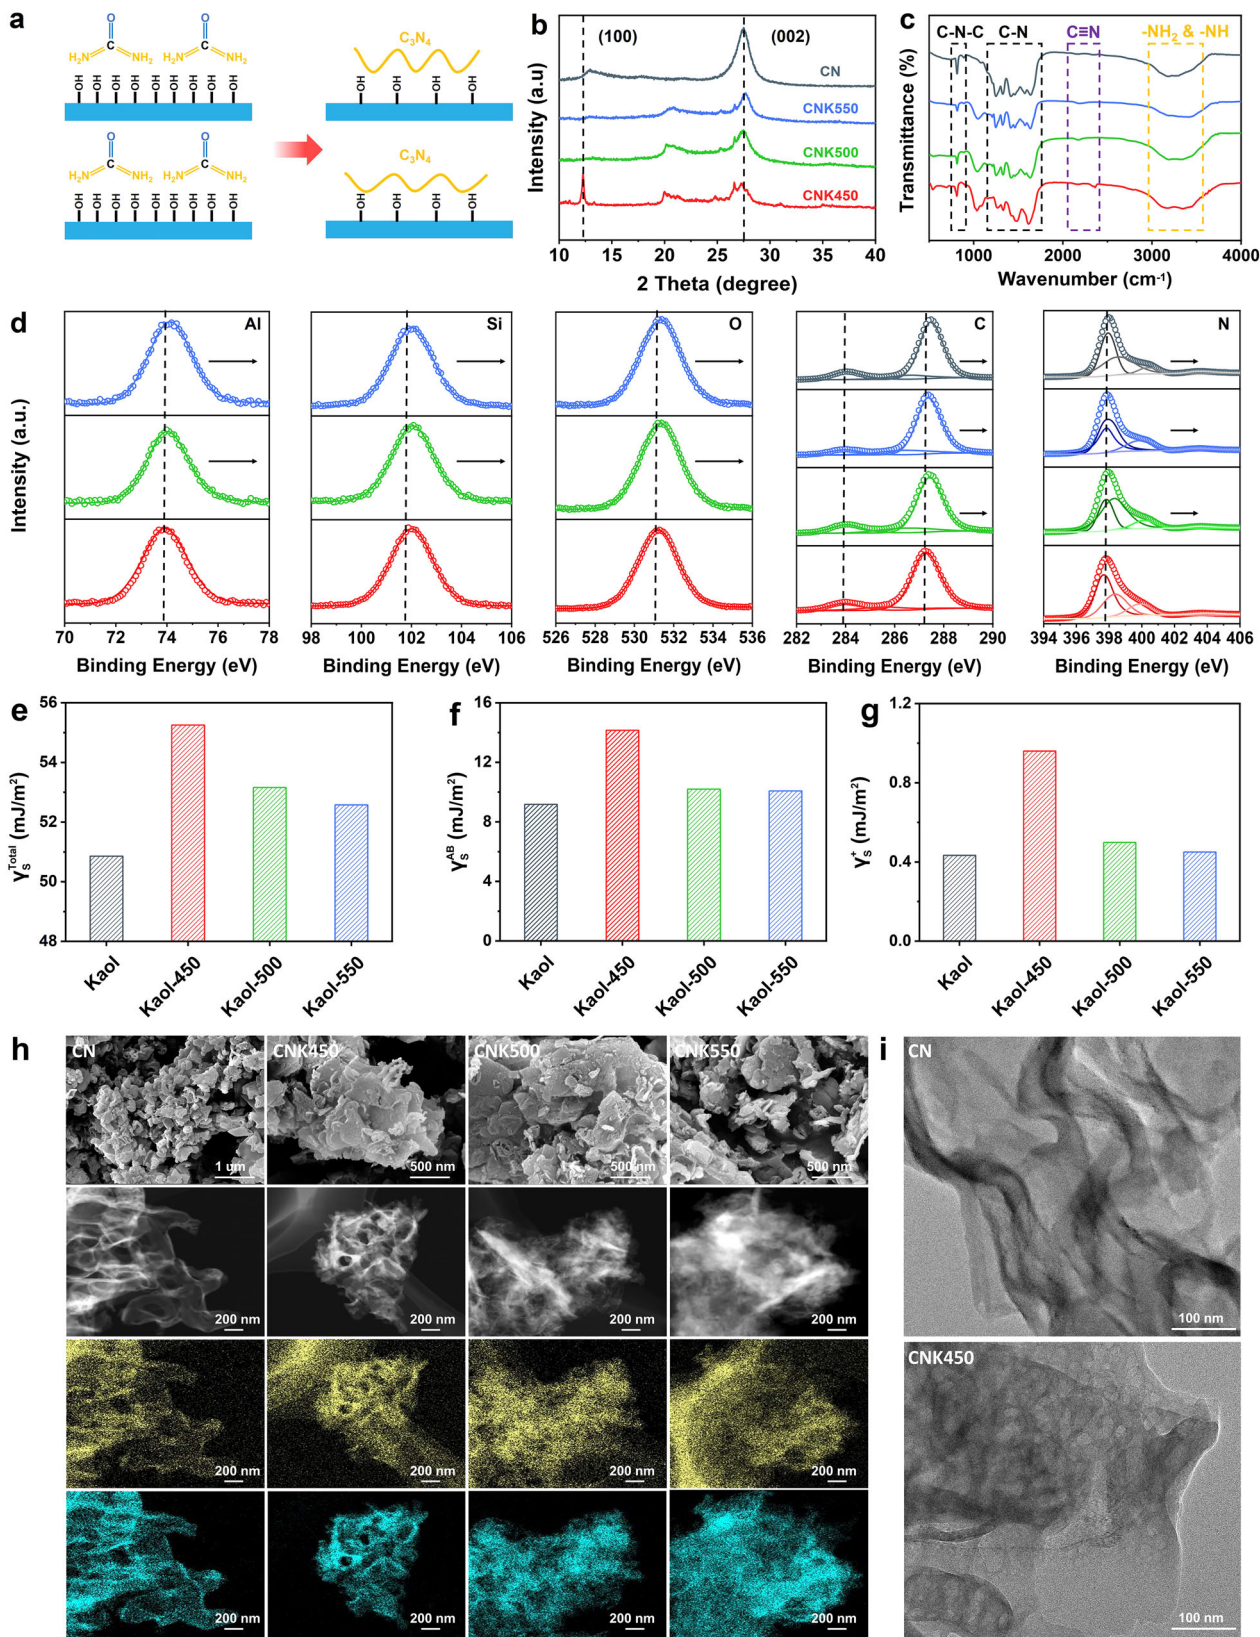 a
O O
C C
H₂N NH₂ H₂N NH₂
OH OH OH OH OH OH OH OH
O O
C C
H₂N NH₂ H₂N NH₂
OH OH OH OH OH OH OH OH
C₃N₄
OH OH OH OH
C₃N₄
OH OH OH OH
b
Intensity (a.u)
(100) (002)
CN
CNK550
CNK500
CNK450
10 15 20 25 30 35 40
2 Theta (degree)
c
Transmittance (%)
C-N-C C-N C≡N -NH₂ & -NH
1000 2000 3000 4000
Wavenumber (cm⁻¹)
d
Intensity (a.u.)
Al
70 72 74 76 78
Binding Energy (eV)
Si
98 100 102 104 106
Binding Energy (eV)
O
526 528 530 532 534 536
Binding Energy (eV)
C
282 284 286 288 290
Binding Energy (eV)
N
394 396 398 400 402 404 406
Binding Energy (eV)
e
γₛᵀᵒᵗᵃˡ (mJ/m²)
56
54
52
50
48
Kaol Kaol-450 Kaol-500 Kaol-550
f
γₛᴬᴮ (mJ/m²)
16
12
8
4
0
Kaol Kaol-450 Kaol-500 Kaol-550
g
γₛ⁺ (mJ/m²)
1.2
0.8
0.4
0.0
Kaol Kaol-450 Kaol-500 Kaol-550
h
CN CNK450 CNK500 CNK550
1 um 500 nm 500 nm 500 nm
200 nm 200 nm 200 nm 200 nm
200 nm 200 nm 200 nm 200 nm
200 nm 200 nm 200 nm 200 nm
i
CN
100 nm
CNK450
100 nm